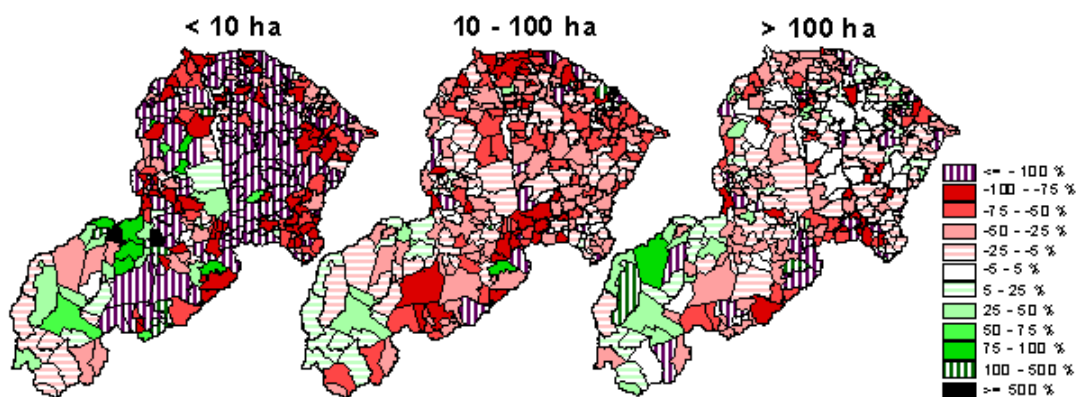 < 10 ha
10 - 100 ha
> 100 ha
<= - 100 %
-100 - -75 %
-75 - -50 %
-50 - -25 %
-25 - -5 %
-5 - 5 %
5 - 25 %
25 - 50 %
50 - 75 %
75 - 100 %
100 - 500 %
>= 500 %